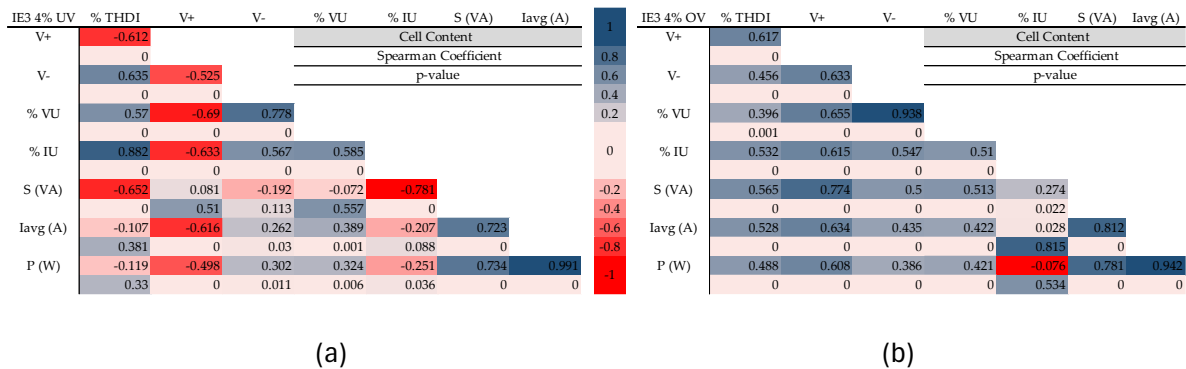 IE3 4% UV % THDI V+ V- % VU % IU S (VA) Iavg (A)
V+ -0.612 Cell Content
0 Spearman Coefficient
V- 0.635 -0.525 p-value
0 0
% VU 0.57 -0.69 0.778
0 0 0
% IU 0.882 -0.633 0.567 0.585
0 0 0 0
S (VA) -0.652 0.081 -0.192 -0.072 -0.781
0 0.51 0.113 0.557 0
Iavg (A) -0.107 -0.616 0.262 0.389 -0.207 0.723
0.381 0 0.03 0.001 0.088 0
P (W) -0.119 -0.498 0.302 0.324 -0.251 0.734 0.991
0.33 0 0.011 0.006 0.036 0 0
(a)
1
0.8
0.6
0.4
0.2
0
-0.2
-0.4
-0.6
-0.8
-1
IE3 4% OV % THDI V+ V- % VU % IU S (VA) Iavg (A)
V+ 0.617 Cell Content
0 Spearman Coefficient
V- 0.456 0.633 p-value
0 0
% VU 0.396 0.655 0.938
0.001 0 0
% IU 0.532 0.615 0.547 0.51
0 0 0 0
S (VA) 0.565 0.774 0.5 0.513 0.274
0 0 0 0 0.022
Iavg (A) 0.528 0.634 0.435 0.422 0.028 0.812
0 0 0 0 0.815 0
P (W) 0.488 0.608 0.386 0.421 -0.076 0.781 0.942
0 0 0 0 0.534 0 0
(b)